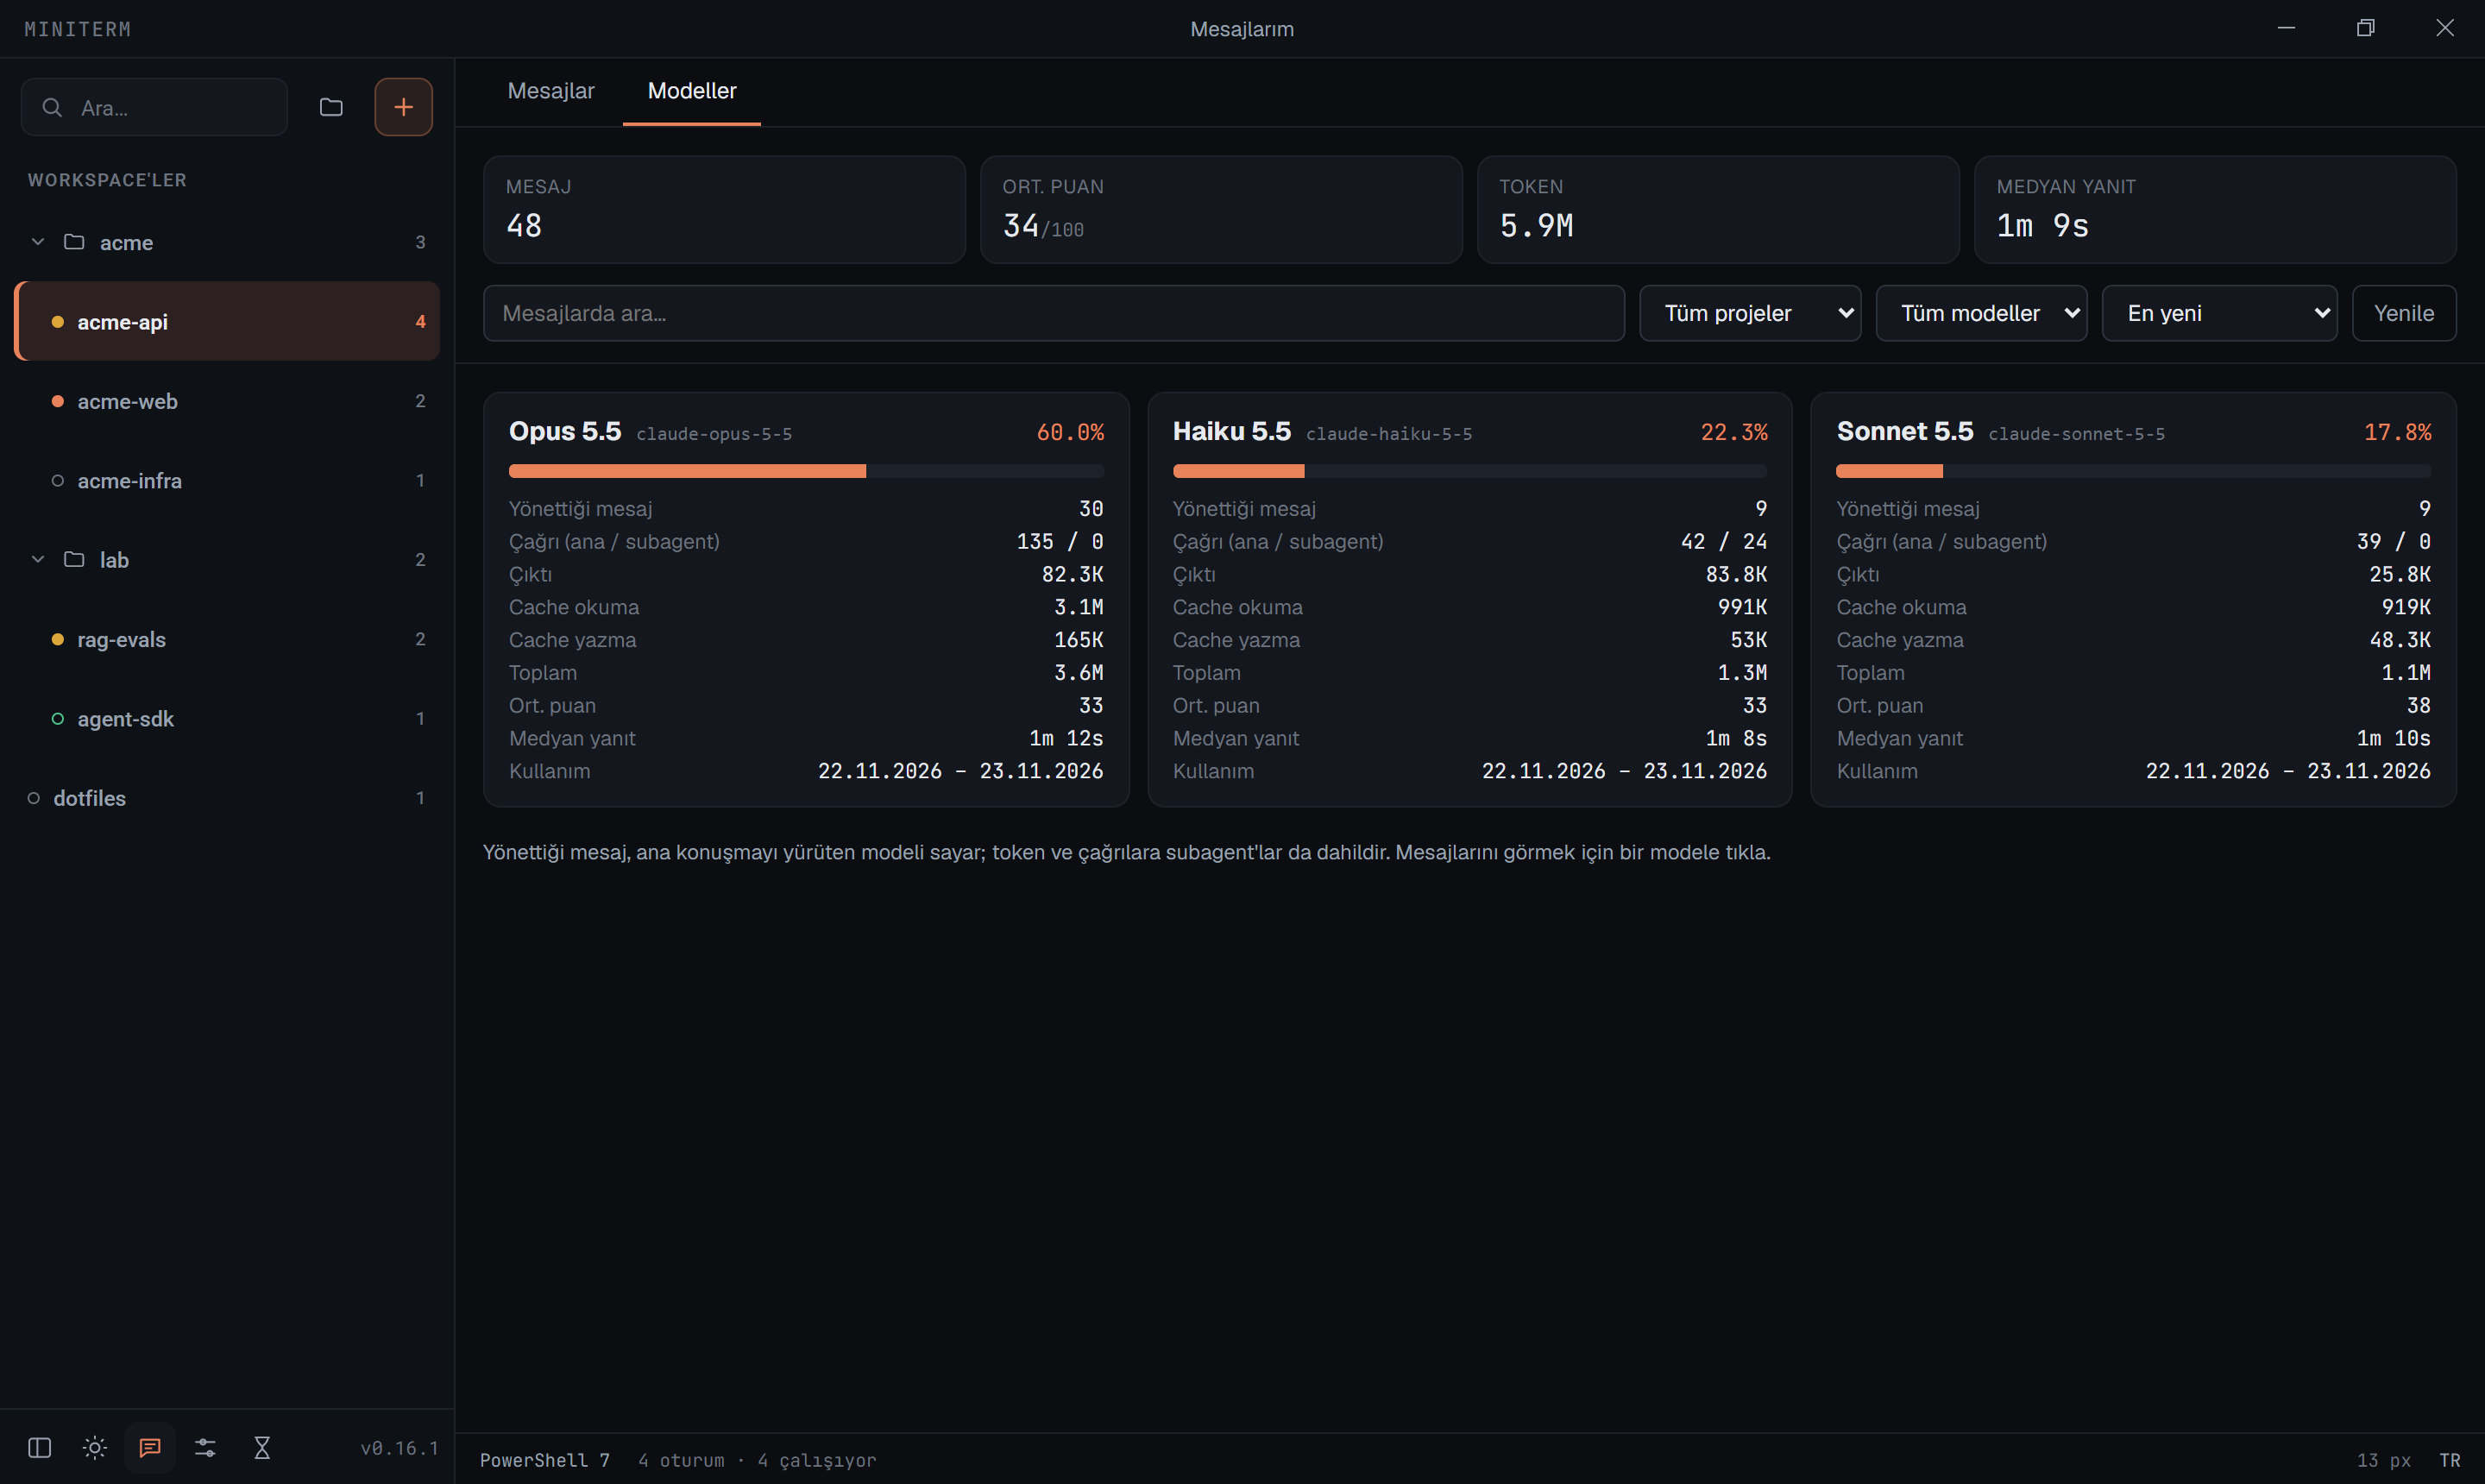 MINITERM
Mesajlarım
Ara...
WORKSPACE'LER
acme 3
acme-api 4
acme-web 2
acme-infra 1
lab 2
rag-evals 2
agent-sdk 1
dotfiles 1
v0.16.1
Mesajlar Modeller
MESAJ
48
ORT. PUAN
34/100
TOKEN
5.9M
MEDYAN YANIT
1m 9s
Mesajlarda ara...
Tüm projeler
Tüm modeller
En yeni
Yenile
Opus 5.5 claude-opus-5-5 60.0%
Yönettiği mesaj 30
Çağrı (ana / subagent) 135 / 0
Çıktı 82.3K
Cache okuma 3.1M
Cache yazma 165K
Toplam 3.6M
Ort. puan 33
Medyan yanıt 1m 12s
Kullanım 22.11.2026 – 23.11.2026
Haiku 5.5 claude-haiku-5-5 22.3%
Yönettiği mesaj 9
Çağrı (ana / subagent) 42 / 24
Çıktı 83.8K
Cache okuma 991K
Cache yazma 53K
Toplam 1.3M
Ort. puan 33
Medyan yanıt 1m 8s
Kullanım 22.11.2026 – 23.11.2026
Sonnet 5.5 claude-sonnet-5-5 17.8%
Yönettiği mesaj 9
Çağrı (ana / subagent) 39 / 0
Çıktı 25.8K
Cache okuma 919K
Cache yazma 48.3K
Toplam 1.1M
Ort. puan 38
Medyan yanıt 1m 10s
Kullanım 22.11.2026 – 23.11.2026
Yönettiği mesaj, ana konuşmayı yürüten modeli sayar; token ve çağrılara subagent'lar da dahildir. Mesajlarını görmek için bir modele tıkla.
PowerShell 7 4 oturum · 4 çalışıyor
13 px TR